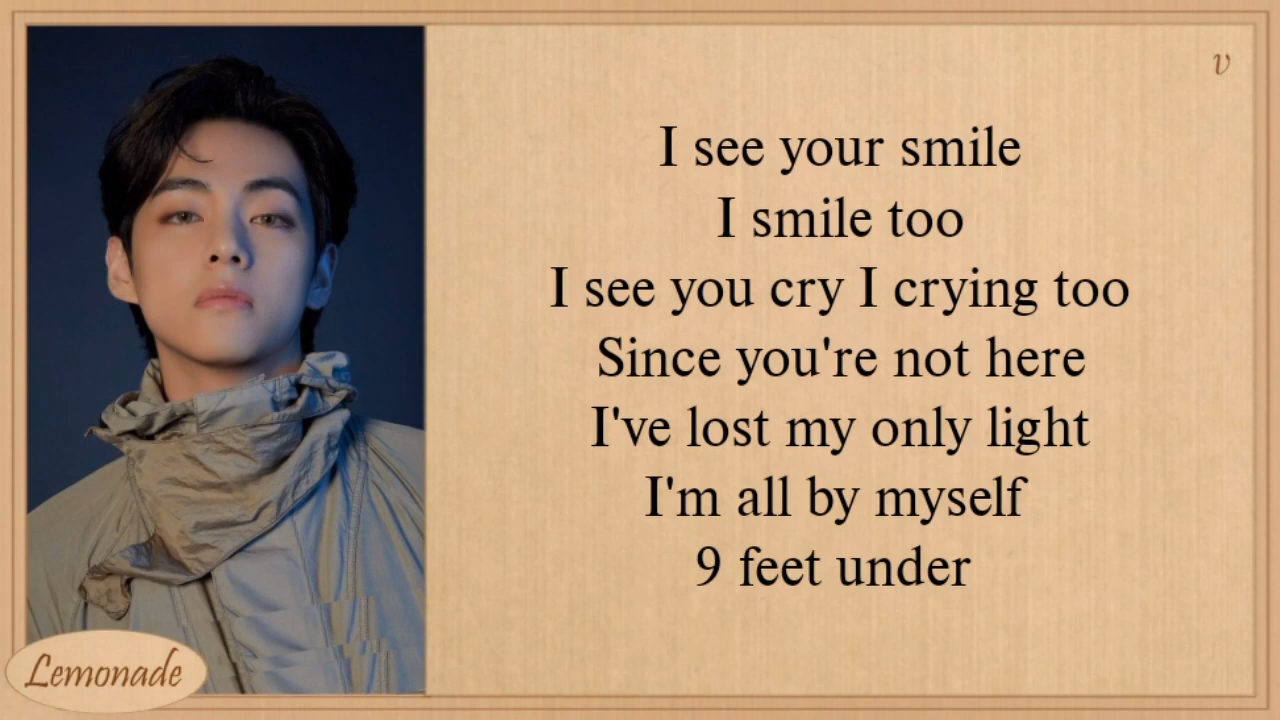 v
I see your smile
I smile too
I see you cry I crying too
Since you're not here
I've lost my only light
I'm all by myself
9 feet under
Lemonade